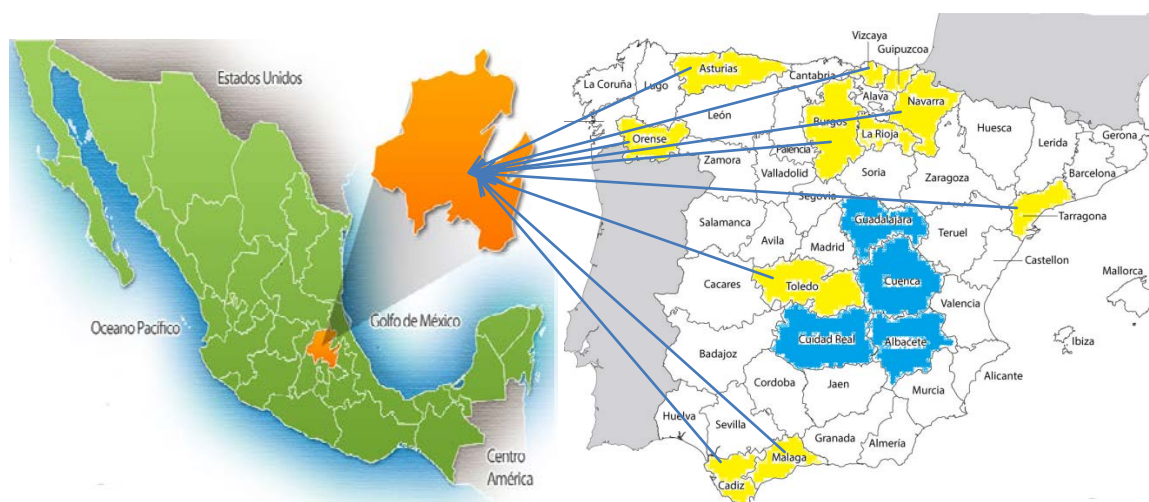 Estados Unidos
Oceano Pacífico
Golfo de México
Centro
América
Vizcaya
Guipuzcoa
La Coruña
Lugo
Asturias
Cantabria
Alava
Navarra
León
Burgos
La Rioja
Huesca
Gerona
Lerida
Orense
Palencia
Zamora
Valladolid
Soria
Zaragoza
Barcelona
Segovia
Salamanca
Guadalajara
Tarragona
Avila
Madrid
Teruel
Castellon
Mallorca
Caceres
Toledo
Cuenca
Valencia
Cuidad Real
Albacete
Ibiza
Badajoz
Alicante
Cordoba
Jaen
Murcia
Huelva
Sevilla
Granada
Almería
Malaga
Cadiz